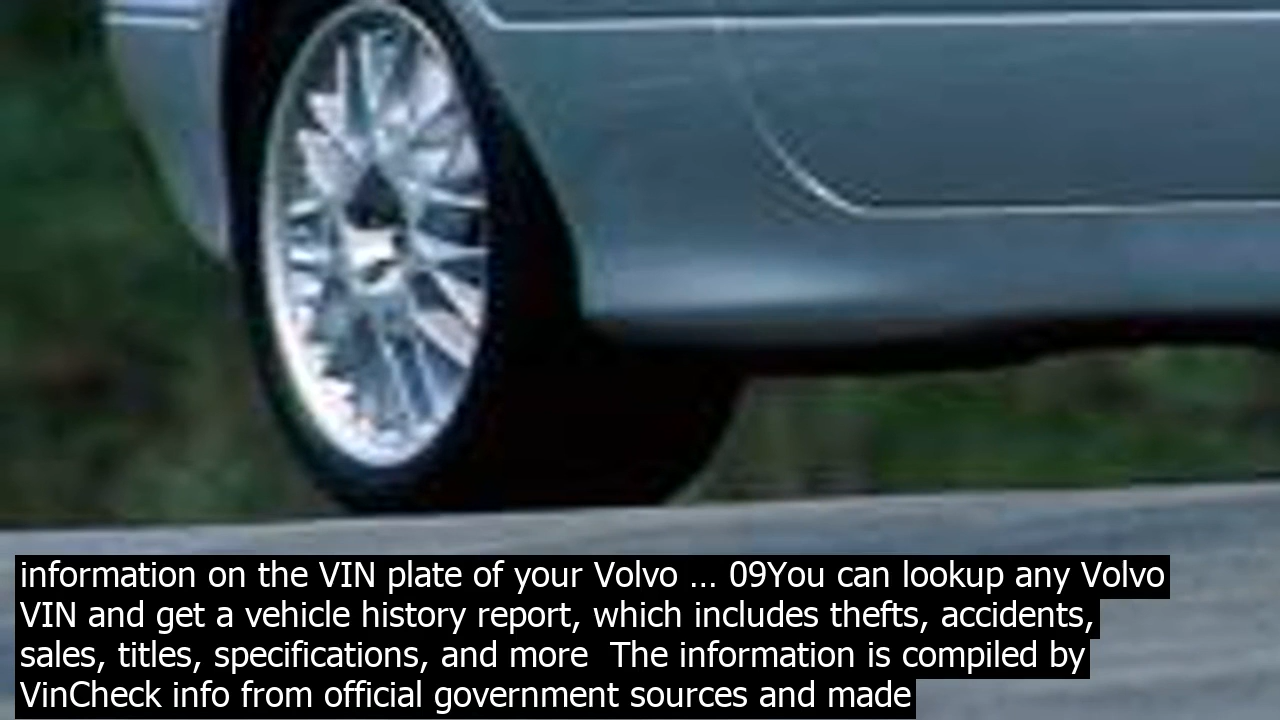 information on the VIN plate of your Volvo ... 09You can lookup any Volvo
VIN and get a vehicle history report, which includes thefts, accidents,
sales, titles, specifications, and more  The information is compiled by
VinCheck info from official government sources and made